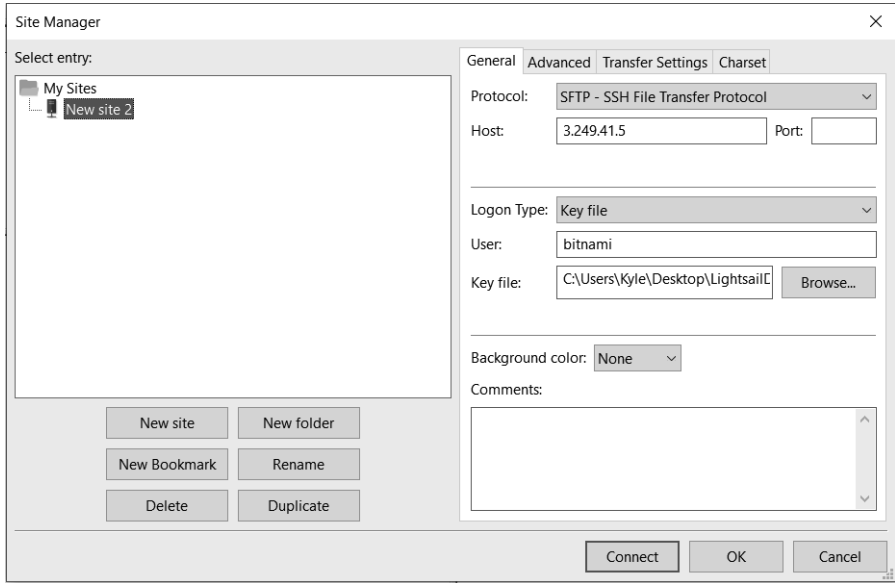 Site Manager
Select entry:
My Sites
New site 2
New site New folder
New Bookmark Rename
Delete Duplicate
General Advanced Transfer Settings Charset
Protocol: SFTP - SSH File Transfer Protocol
Host: 3.249.41.5 Port:
Logon Type: Key file
User: bitnami
Key file: C:\Users\Kyle\Desktop\Lightsail Browse...
Background color: None
Comments:
Connect OK Cancel